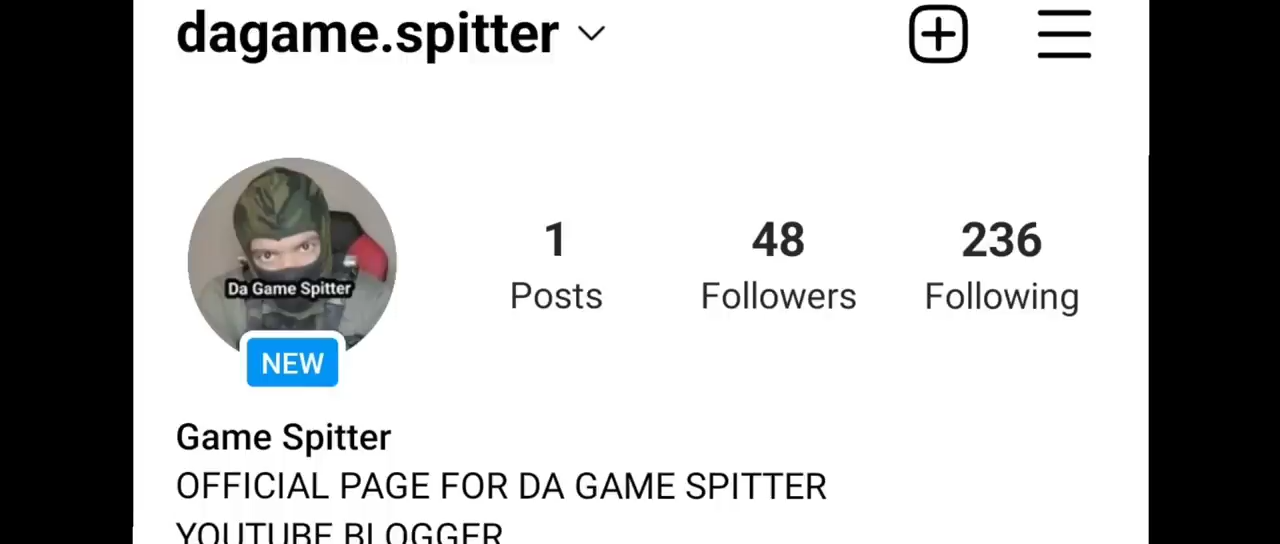 dagame.spitter
1 48 236
Posts Followers Following
Da Game Spitter
NEW
Game Spitter
OFFICIAL PAGE FOR DA GAME SPITTER
YOUTUBE BLOGGER